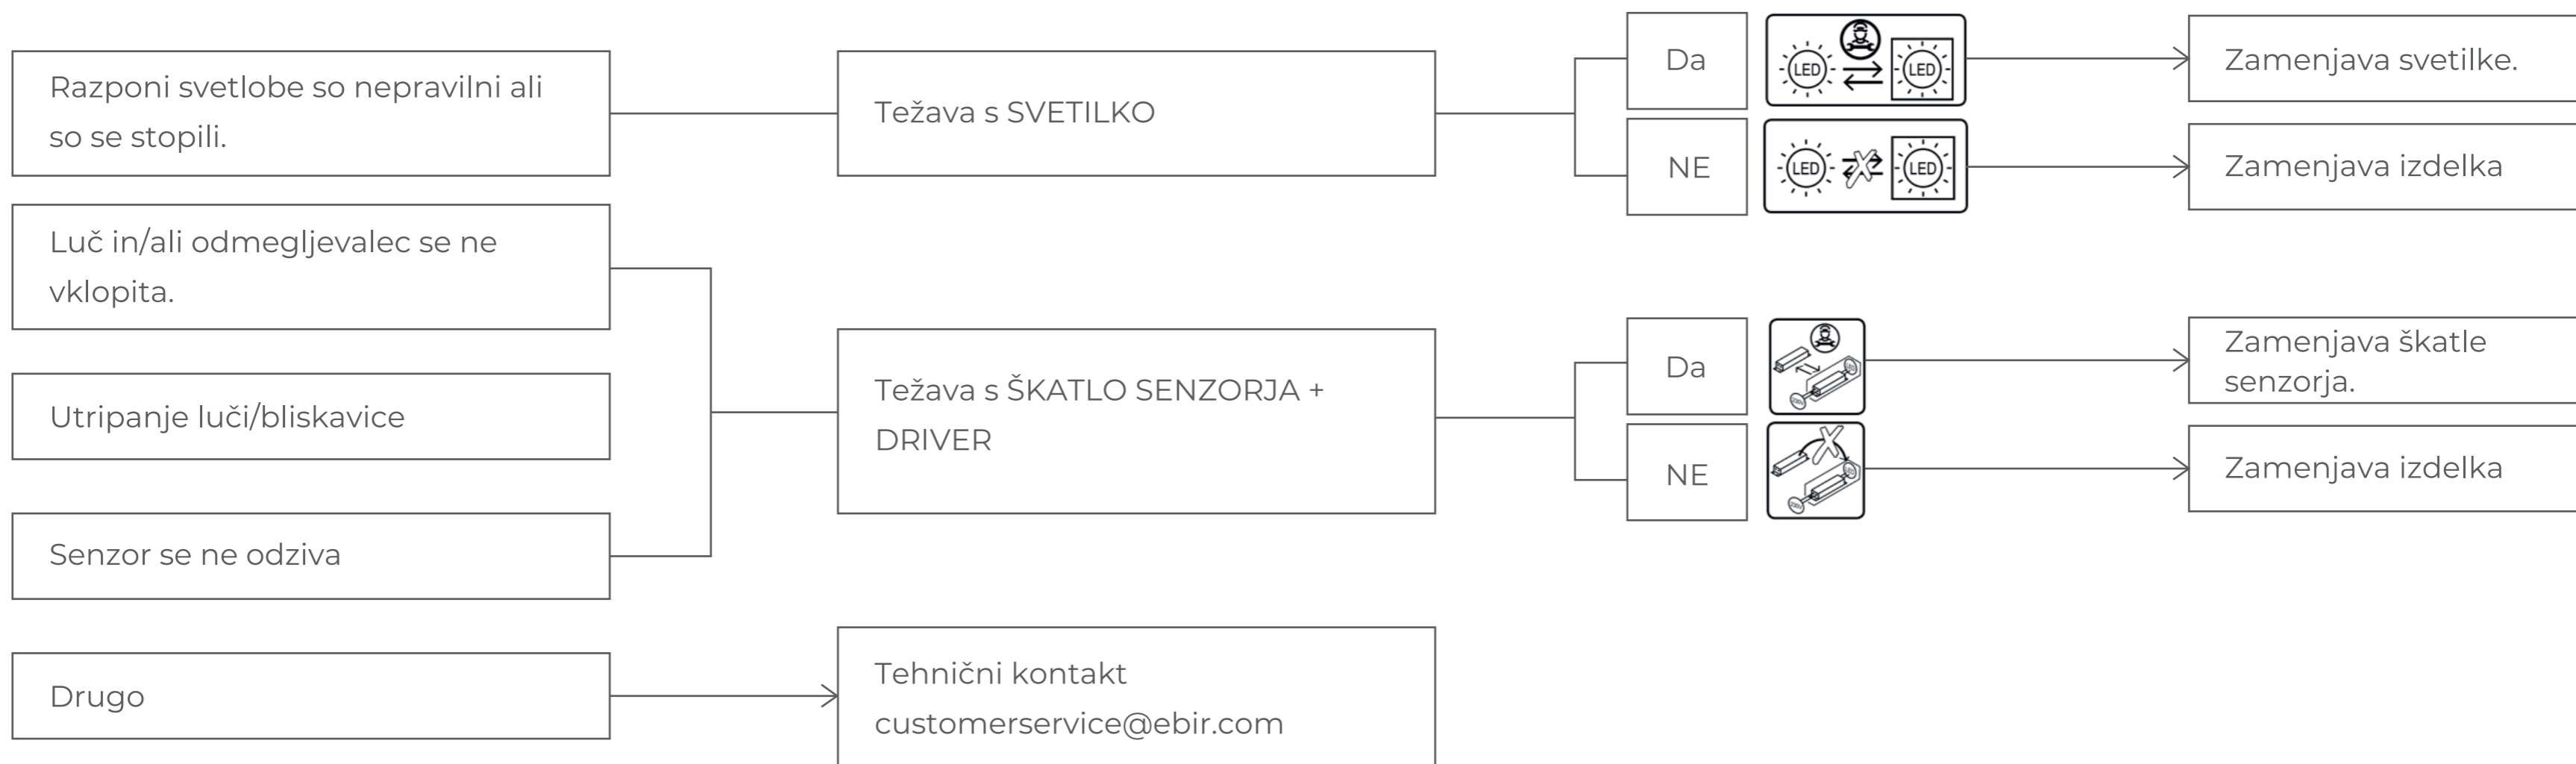 Razponi svetlobe so nepravilni ali
so se stopili.
Težava s SVETILKO
Da
LED
LED
Zamenjava svetilke.
NE
LED
LED
Zamenjava izdelka
Luč in/ali odmegljevalec se ne
vklopita.
Utripanje luči/bliskavice
Senzor se ne odziva
Težava s ŠKATLO SENZORJA +
DRIVER
Da
Zamenjava škatle
senzorja.
NE
Zamenjava izdelka
Drugo
Tehnični kontakt
customerservice@ebir.com